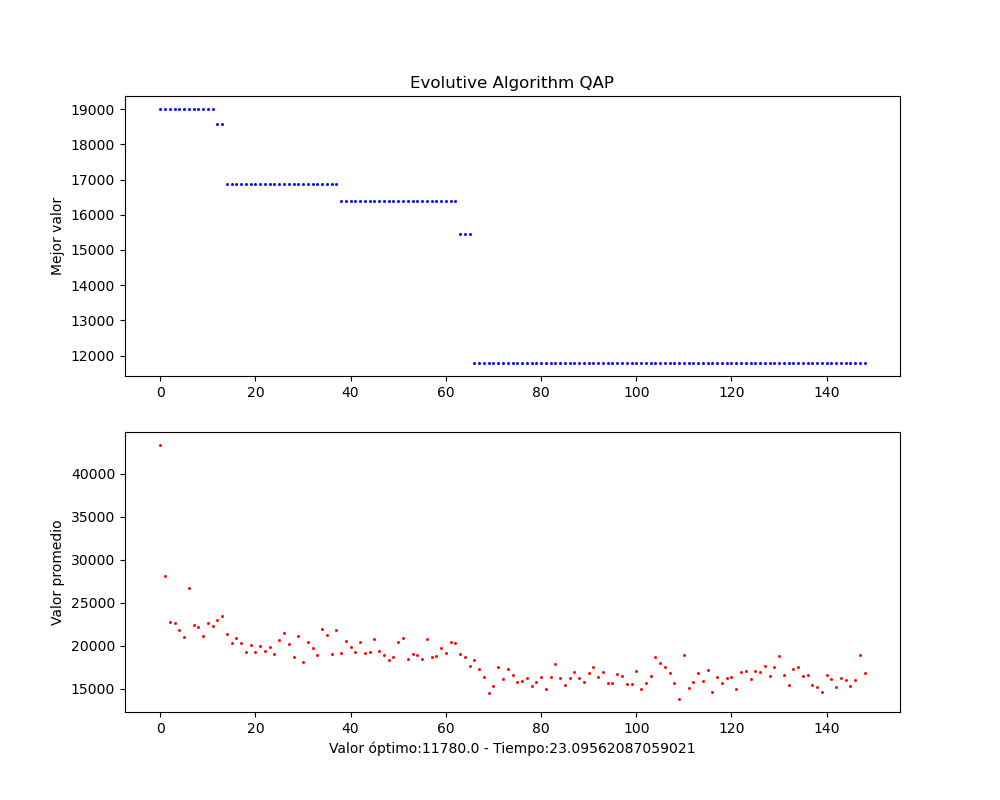 Evolutive Algorithm QAP
19000
18000
17000
16000
15000
14000
13000
12000
Mejor valor
0 20 40 60 80 100 120 140
40000
35000
30000
25000
20000
15000
Valor promedio
0 20 40 60 80 100 120 140
Valor óptimo:11780.0 - Tiempo:23.09562087059021